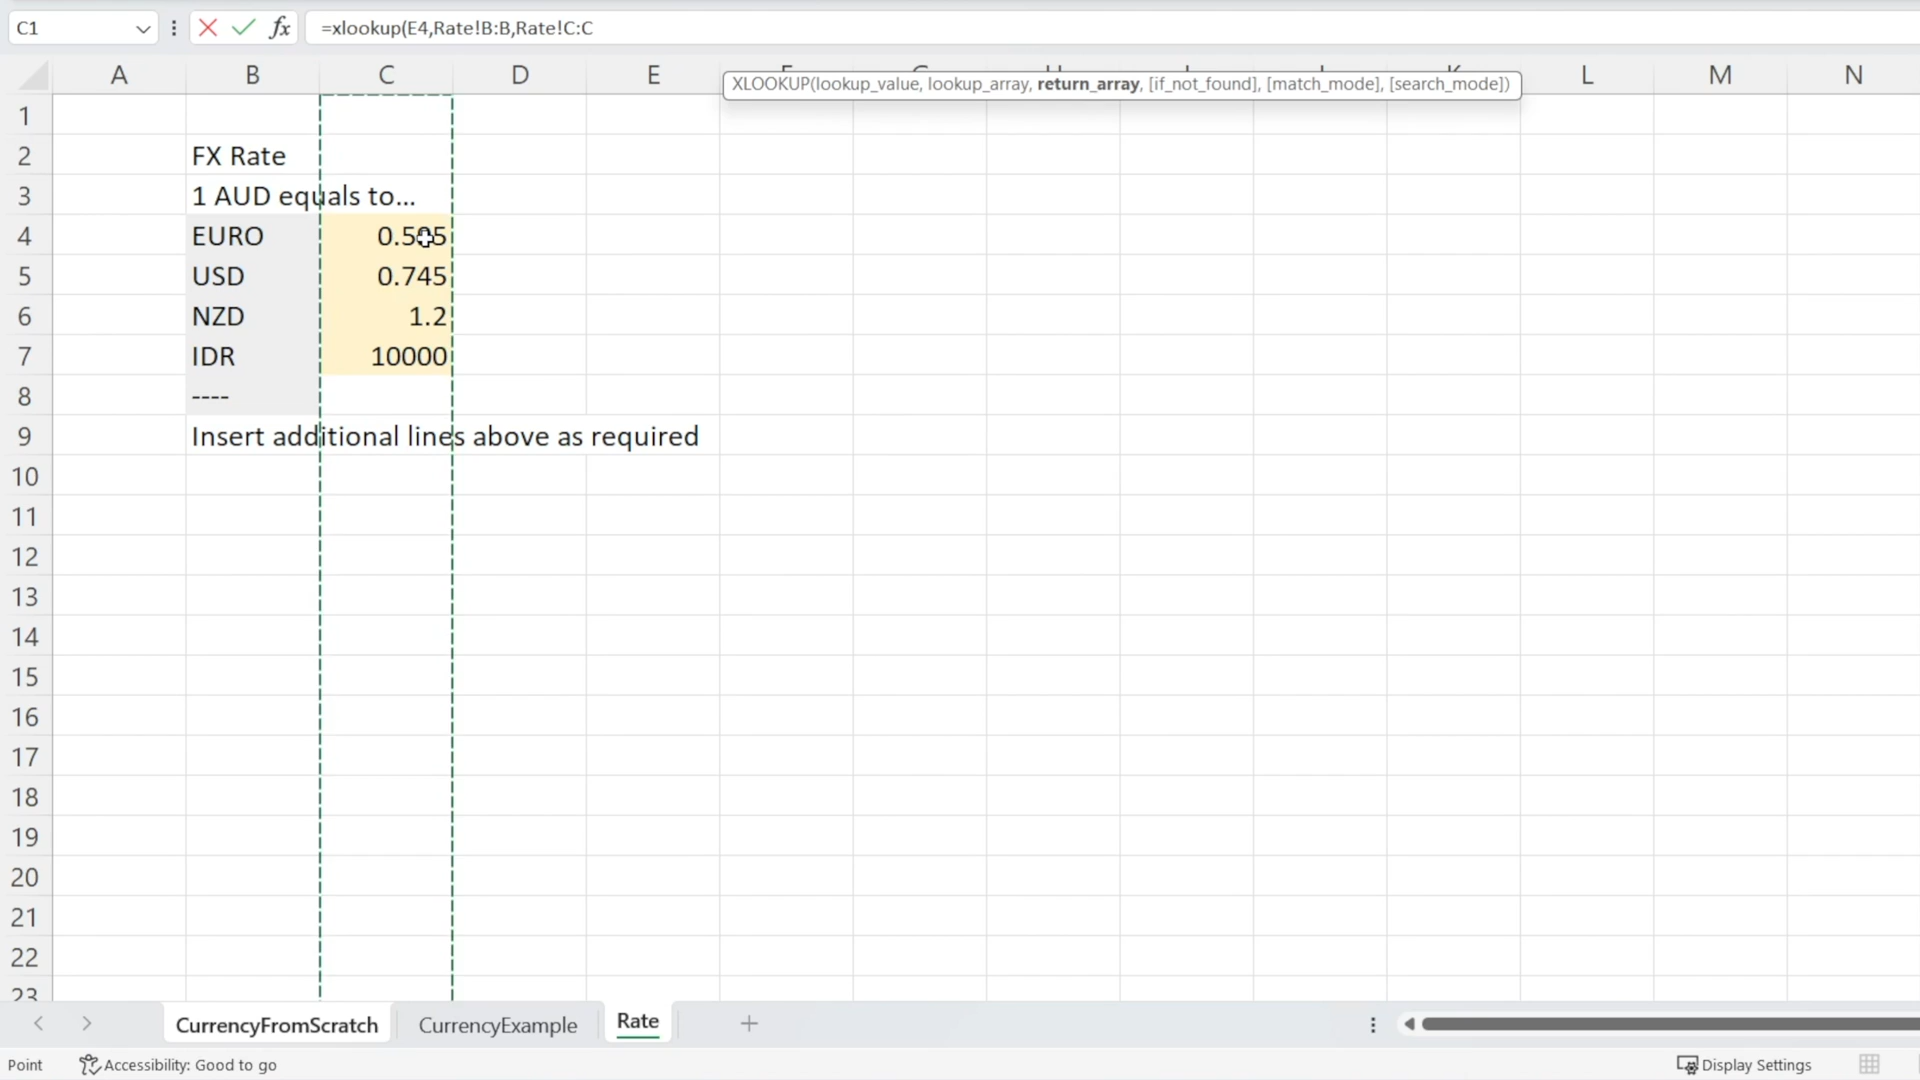 C1 =xlookup(E4,Rate!B:B,Rate!C:C
A B C D E L M N
XLOOKUP(lookup_value, lookup_array, return_array, [if_not_found], [match_mode], [search_mode])
1
2 FX Rate
3 1 AUD equals to...
4 EURO
5 USD 0.745
6 NZD 1.2
7 IDR 10000
8 ----
9 Insert additional lines above as required
10
11
12
13
14
15
16
17
18
19
20
21
22
23
CurrencyFromScratch CurrencyExample Rate
Point Accessibility: Good to go Display Settings